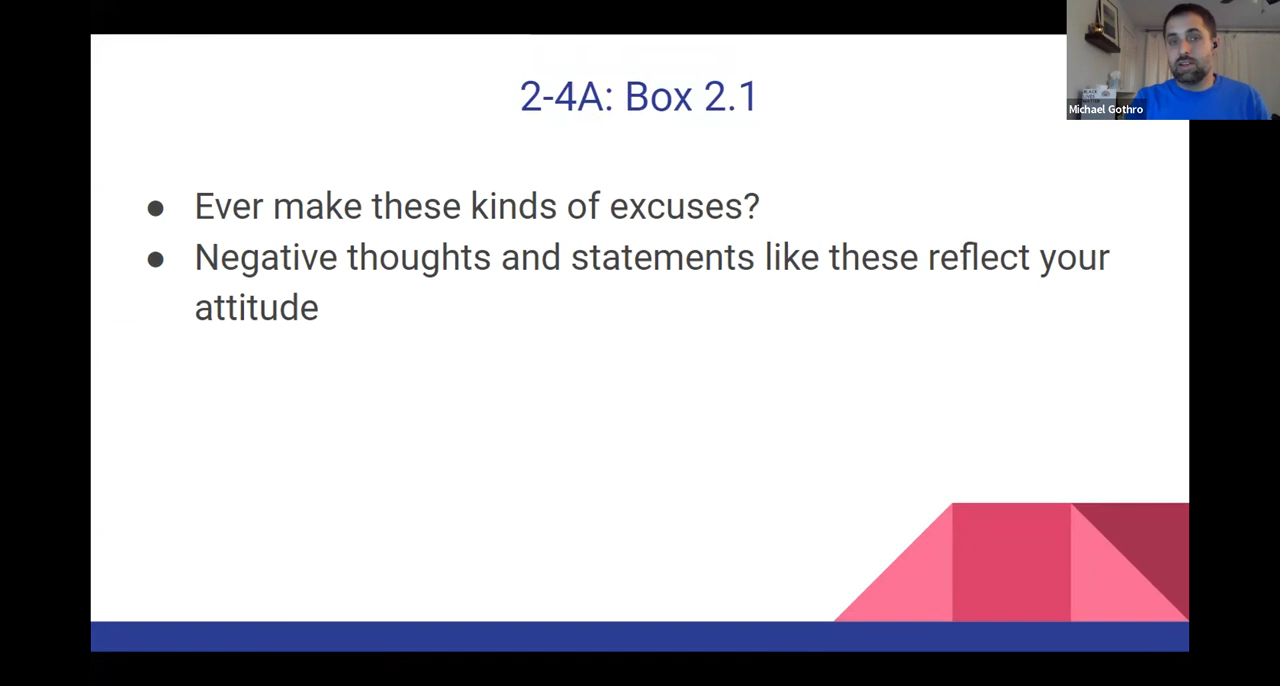 2-4A: Box 2.1
Michael Gothro
● Ever make these kinds of excuses?
● Negative thoughts and statements like these reflect your
attitude